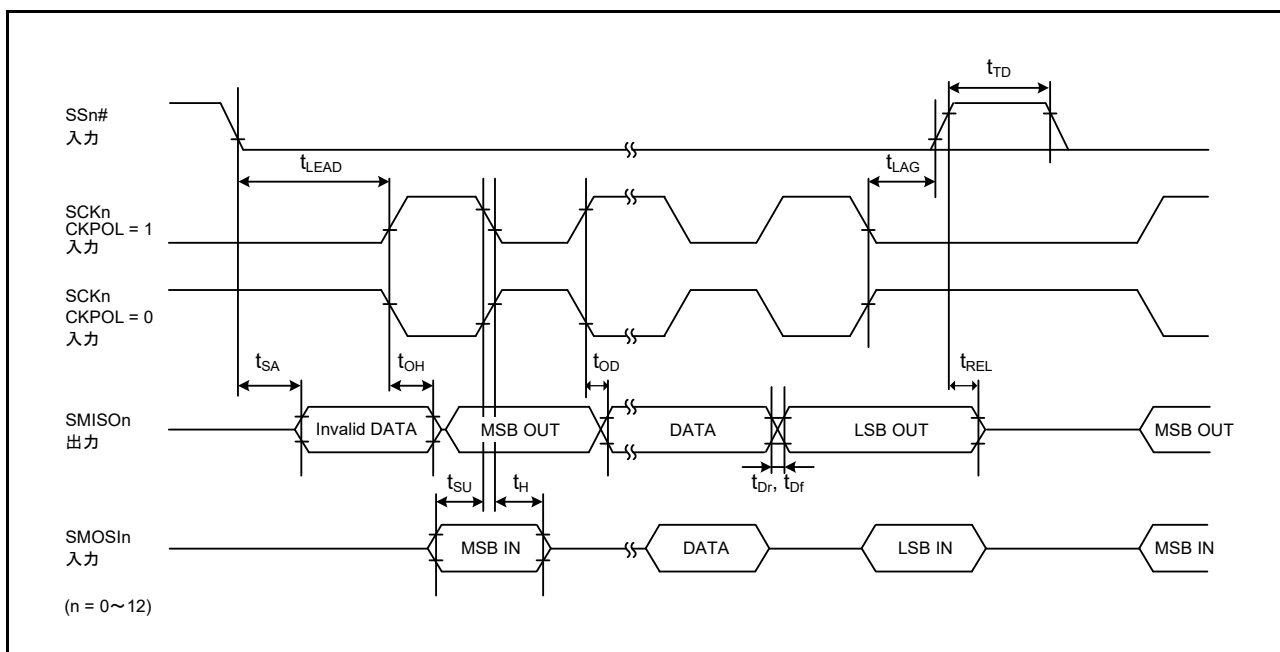 tTD
SSn#
入力
tLEAD
tLAG
SCKn
CKPOL = 1
入力
SCKn
CKPOL = 0
入力
tSA
tOH
tOD
tREL
SMISOn
出力
Invalid DATA
MSB OUT
DATA
LSB OUT
MSB OUT
tSU
tH
tDr, tDf
SMOSIn
入力
MSB IN
DATA
LSB IN
MSB IN
(n = 0～12)